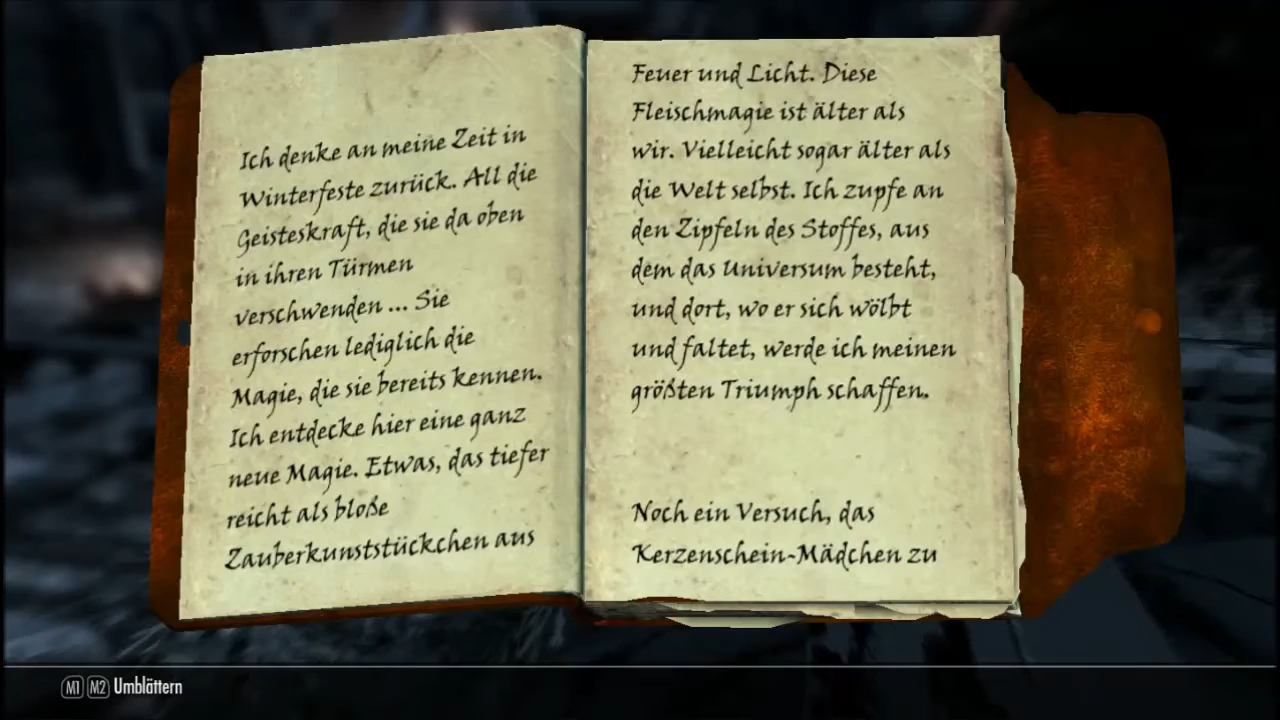 Ich denke an meine Zeit in
Winterfeste zurück. All die
Geisteskraft, die sie da oben
in ihren Türmen
verschwenden ... Sie
erforschen lediglich die
Magie, die sie bereits kennen.
Ich entdecke hier eine ganz
neue Magie. Etwas, das tiefer
reicht als bloße
Zauberkunststückchen aus
Feuer und Licht. Diese
Fleischmagie ist älter als
wir. Vielleicht sogar älter als
die Welt selbst. Ich zupfe an
den Zipfeln des Stoffes, aus
dem das Universum besteht,
und dort, wo er sich wölbt
und faltet, werde ich meinen
größten Triumph schaffen.
Noch ein Versuch, das
Kerzenschein-Mädchen zu
M1 M2 Umblättern